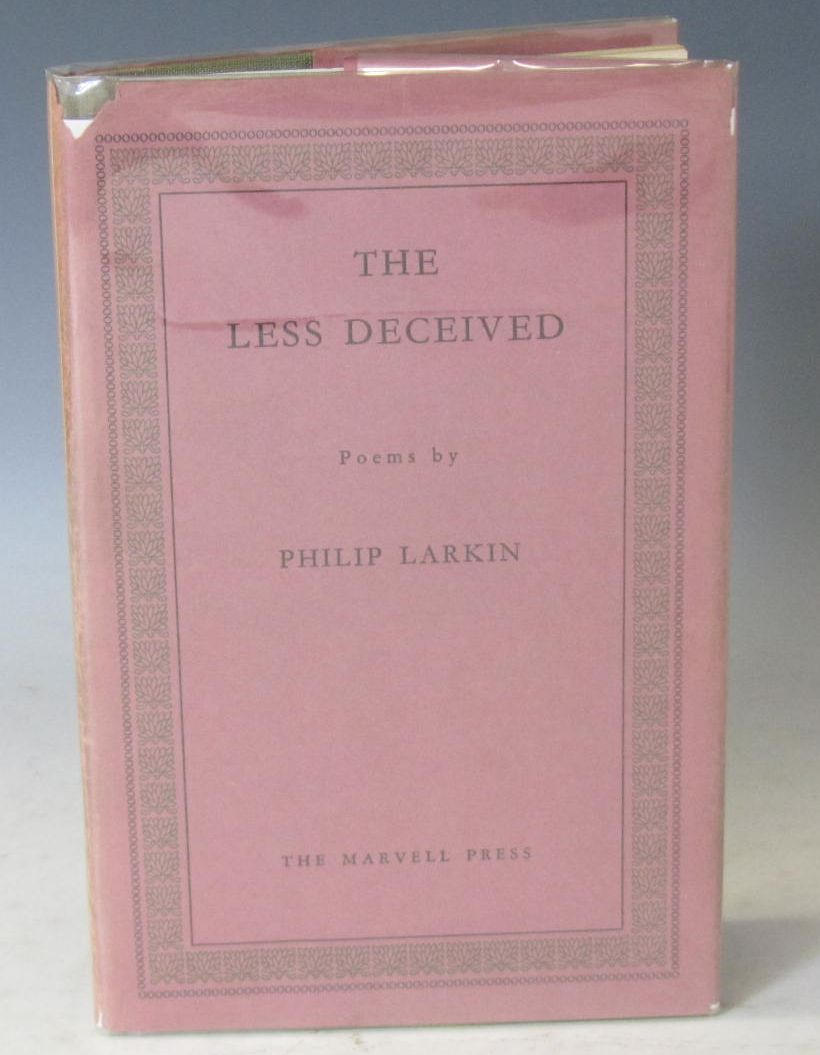 THE
LESS DECEIVED
Poems by
PHILIP LARKIN
THE MARVELL PRESS